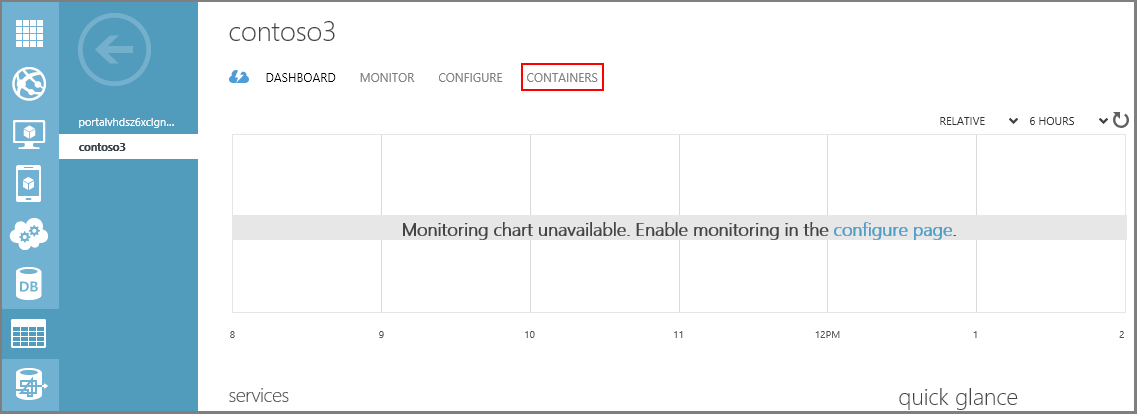 contoso3
DASHBOARD MONITOR CONFIGURE CONTAINERS
portalvhdsz6xclgn...
contoso3
RELATIVE 6 HOURS
Monitoring chart unavailable. Enable monitoring in the configure page.
8 9 10 11 12PM 1 2
DB
services
quick glance